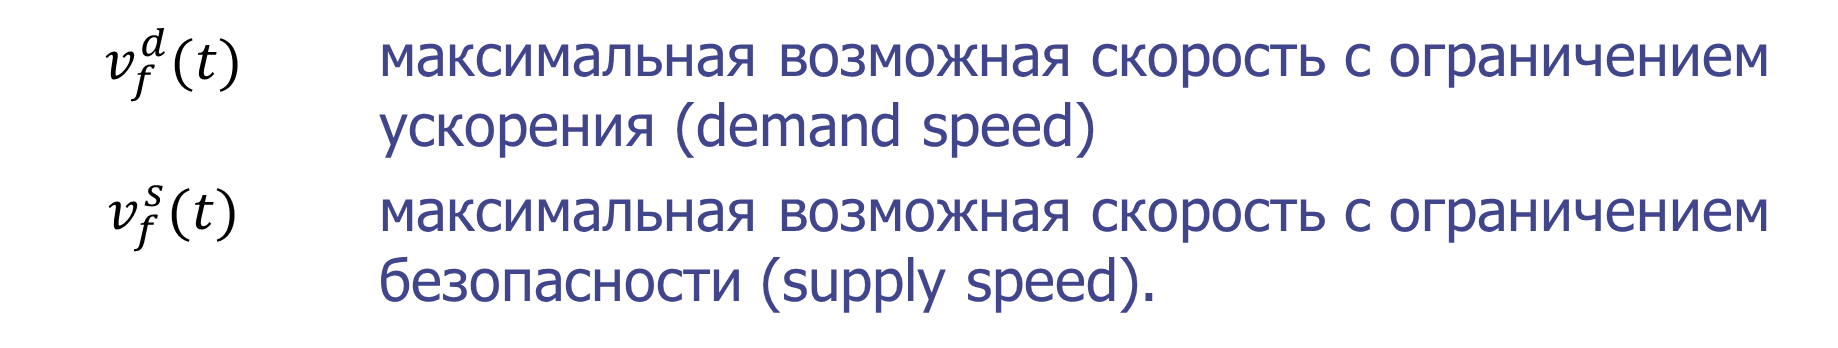 v_f^d(t) максимальная возможная скорость с ограничением
ускорения (demand speed)
v_f^s(t) максимальная возможная скорость с ограничением
безопасности (supply speed).